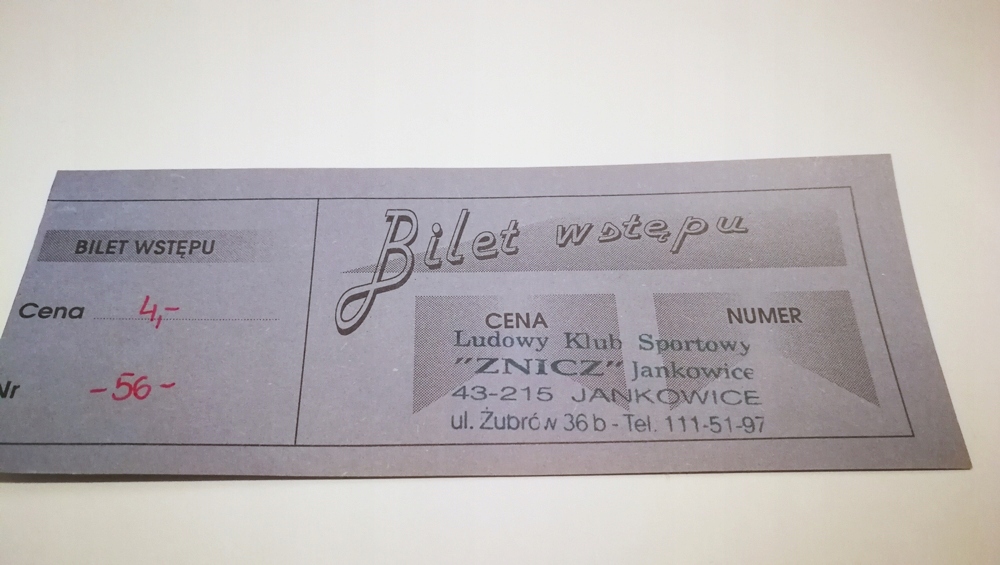 BILET WSTĘPU
Cena 4,-
Nr -56-
Bilet wstępu
CENA NUMER
Ludowy Klub Sportowy
"ZNICZ" Jankowice
43-215 JANKOWICE
ul. Żubrów 36 b - Tel. 111-51-97